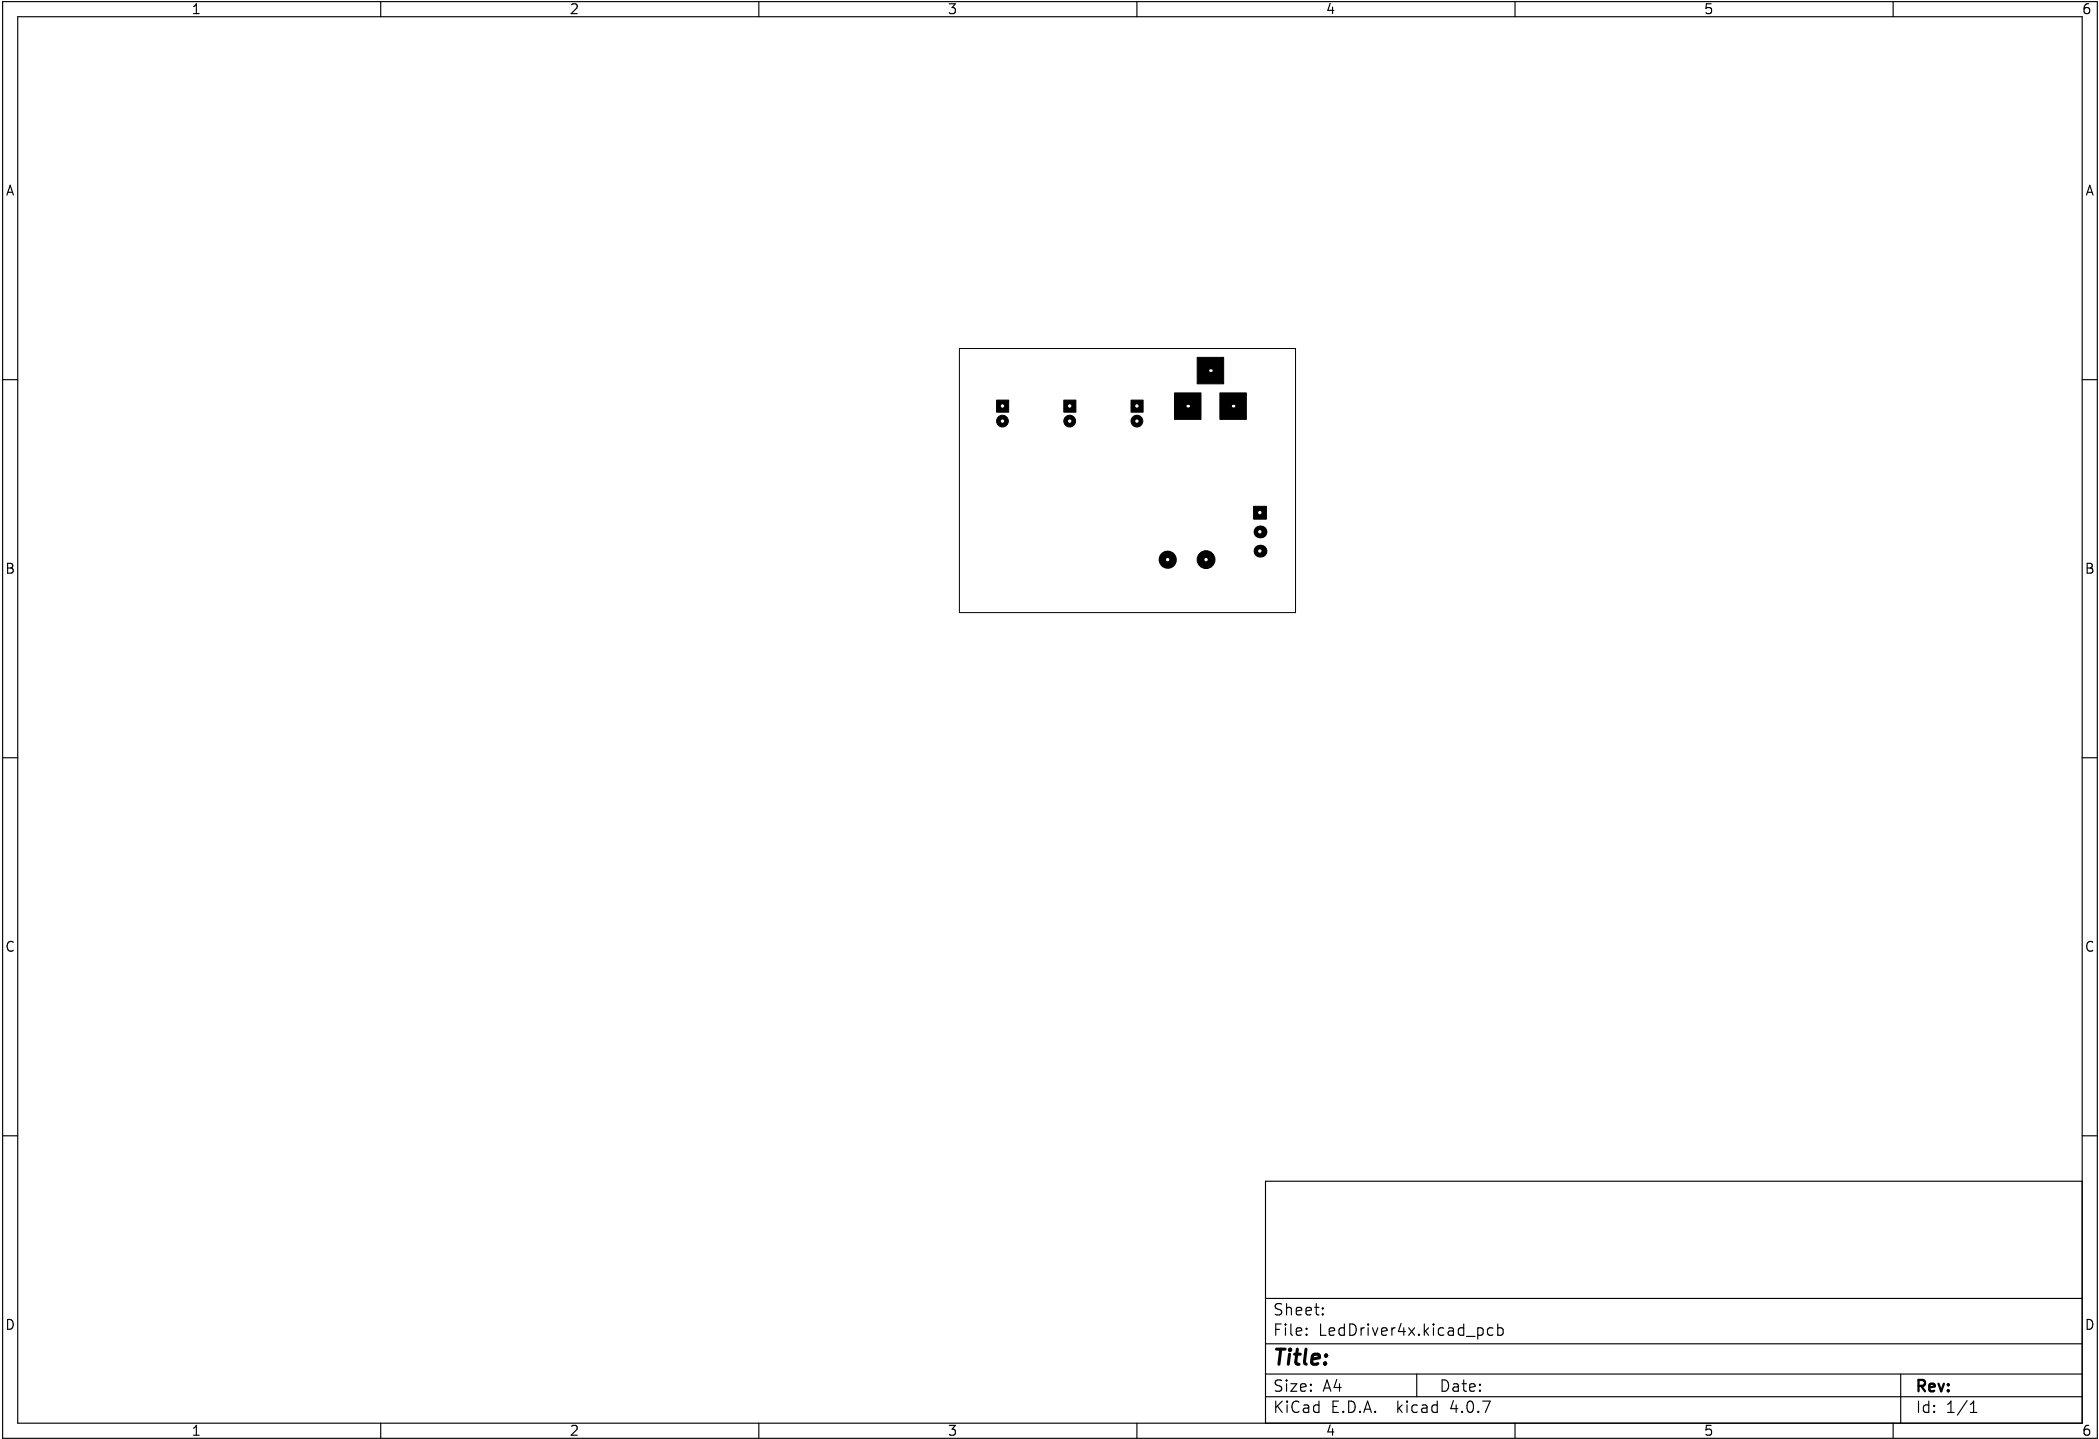 1 2 3 4 5 6
A A
B B
C C
D D
Sheet:
File: LedDriver4x.kicad_pcb
Title:
Size: A4 Date: Rev:
KiCad E.D.A. kicad 4.0.7 Id: 1/1
1 2 3 4 5 6